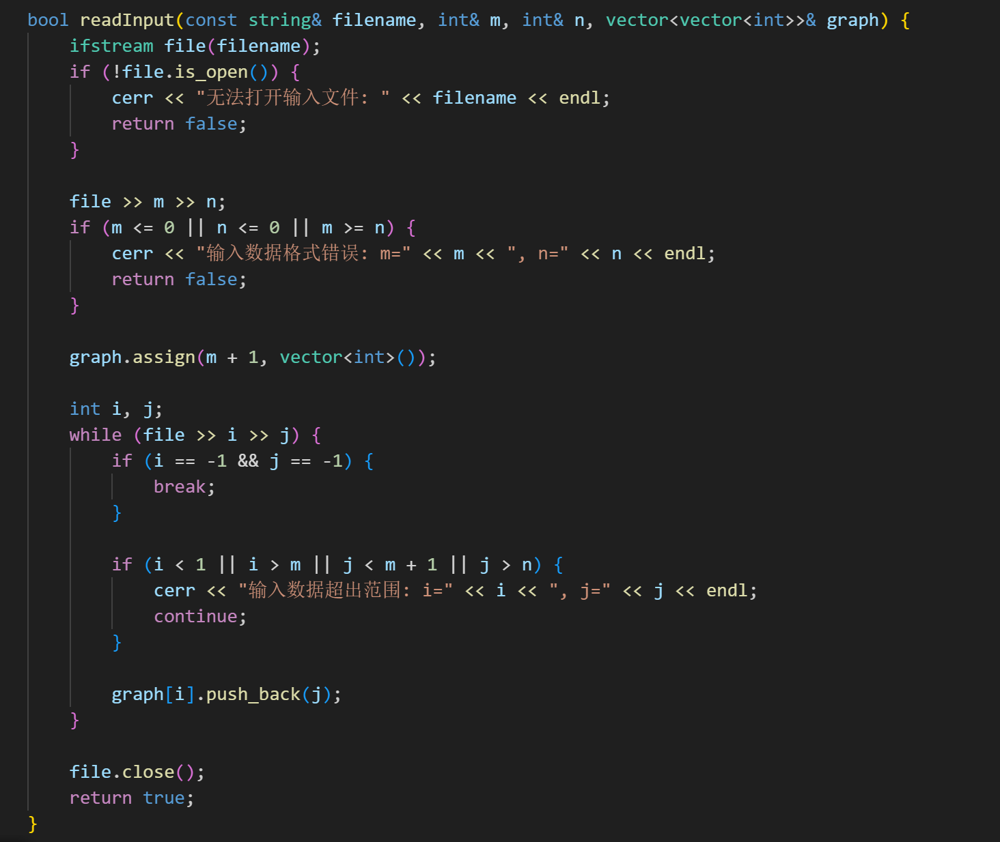 bool readInput(const string& filename, int& m, int& n, vector<vector<int>>& graph) {
    ifstream file(filename);
    if (!file.is_open()) {
        cerr << "无法打开输入文件: " << filename << endl;
        return false;
    }

    file >> m >> n;
    if (m <= 0 || n <= 0 || m >= n) {
        cerr << "输入数据格式错误: m=" << m << ", n=" << n << endl;
        return false;
    }

    graph.assign(m + 1, vector<int>());

    int i, j;
    while (file >> i >> j) {
        if (i == -1 && j == -1) {
            break;
        }

        if (i < 1 || i > m || j < m + 1 || j > n) {
            cerr << "输入数据超出范围: i=" << i << ", j=" << j << endl;
            continue;
        }

        graph[i].push_back(j);
    }

    file.close();
    return true;
}